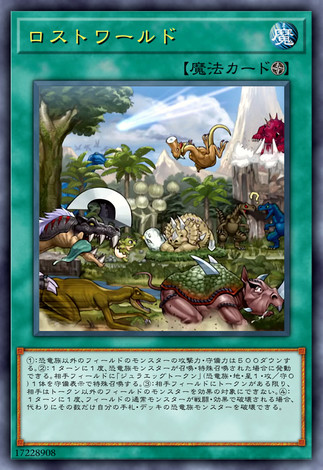 ロストワールド
魔
【魔法カード】
①:恐竜族以外のフィールドのモンスターの攻撃力・守備力は500ダウンす
る。②:1ターンに1度、恐竜族モンスターが召喚・特殊召喚された場合に発動
できる。相手フィールドに「ジュラエッグトークン」(恐竜族・地・星1・攻/守0
)1体を守備表示で特殊召喚する。③:相手フィールドにトークンがある限り、
相手はトークン以外のフィールドのモンスターを効果の対象にできない。④:
1ターンに1度、フィールドの通常モンスターが戦闘・効果で破壊される場合、
代わりにその数だけ自分の手札・デッキの恐竜族モンスターを破壊できる。
17228908